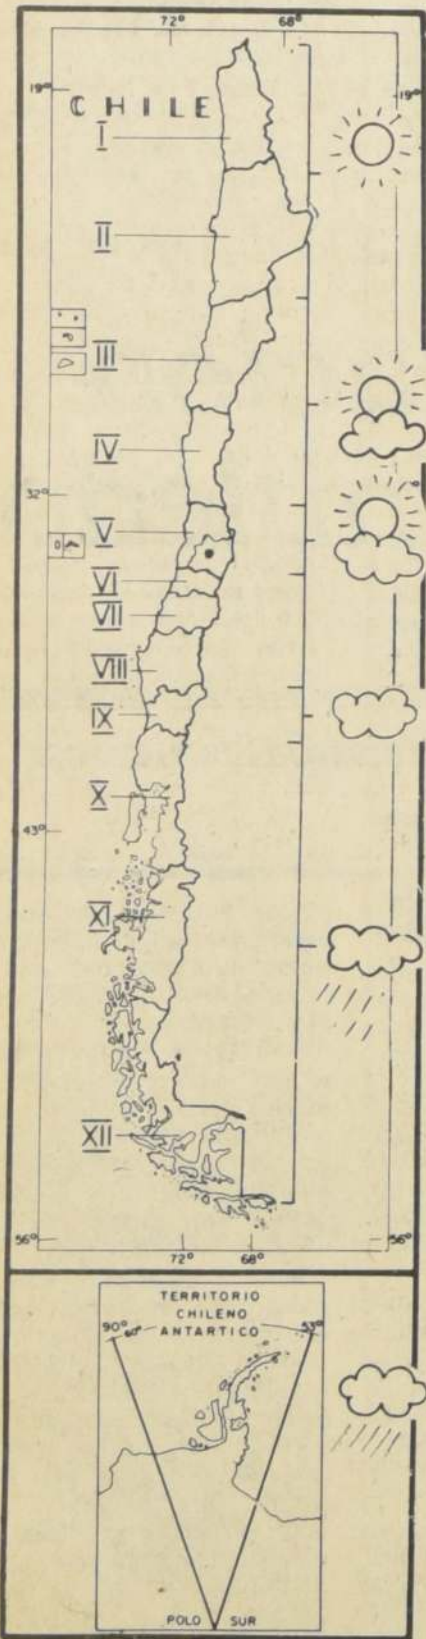 72° 68°
19° 19°
CHILE
I
II
III
IV
32°
V
VI
VII
VIII
IX
X
43°
XI
XII
56° 56°
72° 68°
TERRITORIO
CHILENO
90° 60° ANTARTICO 53°
POLO SUR